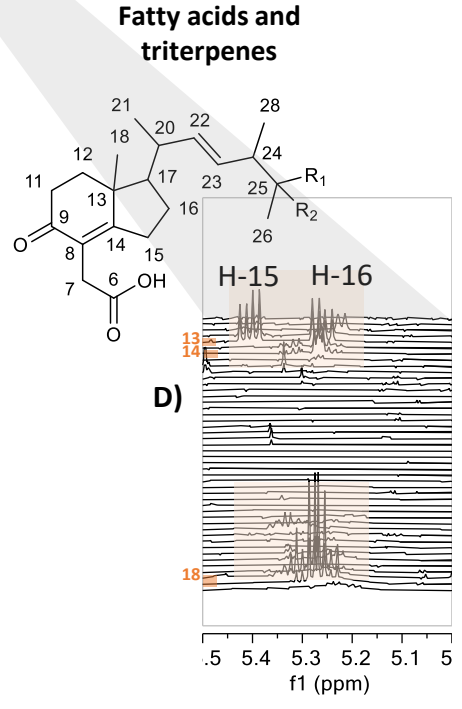 Fatty acids and
triterpenes
21
28
22
20
18
12
24
11
17
R₁
23
25
13
16
R₂
9
26
14
O
8
15
6
OH
7
O
H-15 H-16
13
14
D)
18
.5 5.4 5.3 5.2 5.1 5
f1 (ppm)